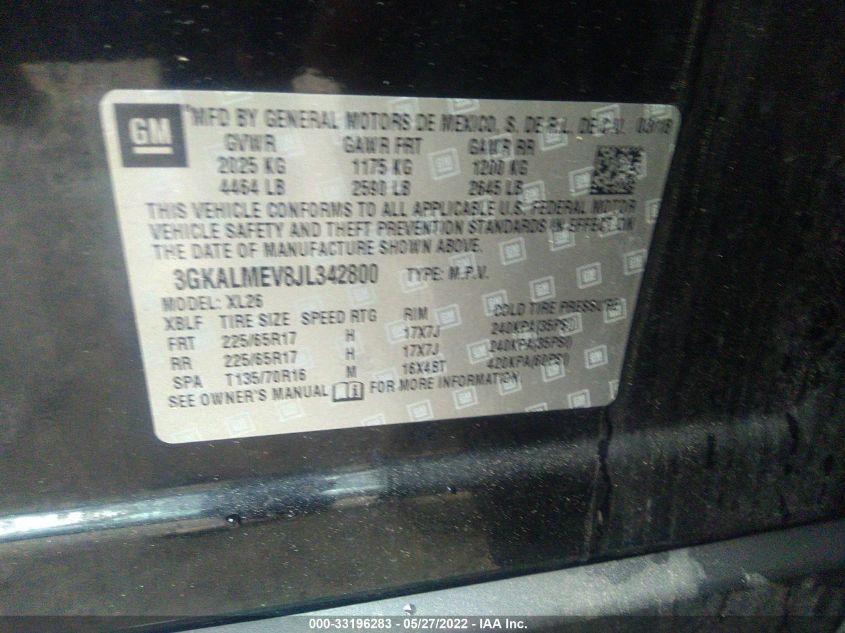 GM
MFD BY GENERAL MOTORS DE MEXICO, S. DE R.L. DE C.V. 03/18
GVWR GAWR FRT GAWR RR
2025 KG 1175 KG 1200 KG
4464 LB 2590 LB 2645 LB
THIS VEHICLE CONFORMS TO ALL APPLICABLE U.S. FEDERAL MOTOR
VEHICLE SAFETY AND THEFT PREVENTION STANDARDS IN EFFECT ON
THE DATE OF MANUFACTURE SHOWN ABOVE.
3GKALMEV8JL342800 TYPE: M.P.V.
MODEL: XL26
XBLF TIRE SIZE SPEED RTG RIM COLD TIRE PRESSURE
FRT 225/65R17 H 17X7J 240KPA(35PSI)
RR 225/65R17 H 17X7J 240KPA(35PSI)
SPA T135/70R16 M 16X4BT 420KPA(60PSI)
SEE OWNER'S MANUAL FOR MORE INFORMATION.
000-33196283 - 05/27/2022 - IAA Inc.